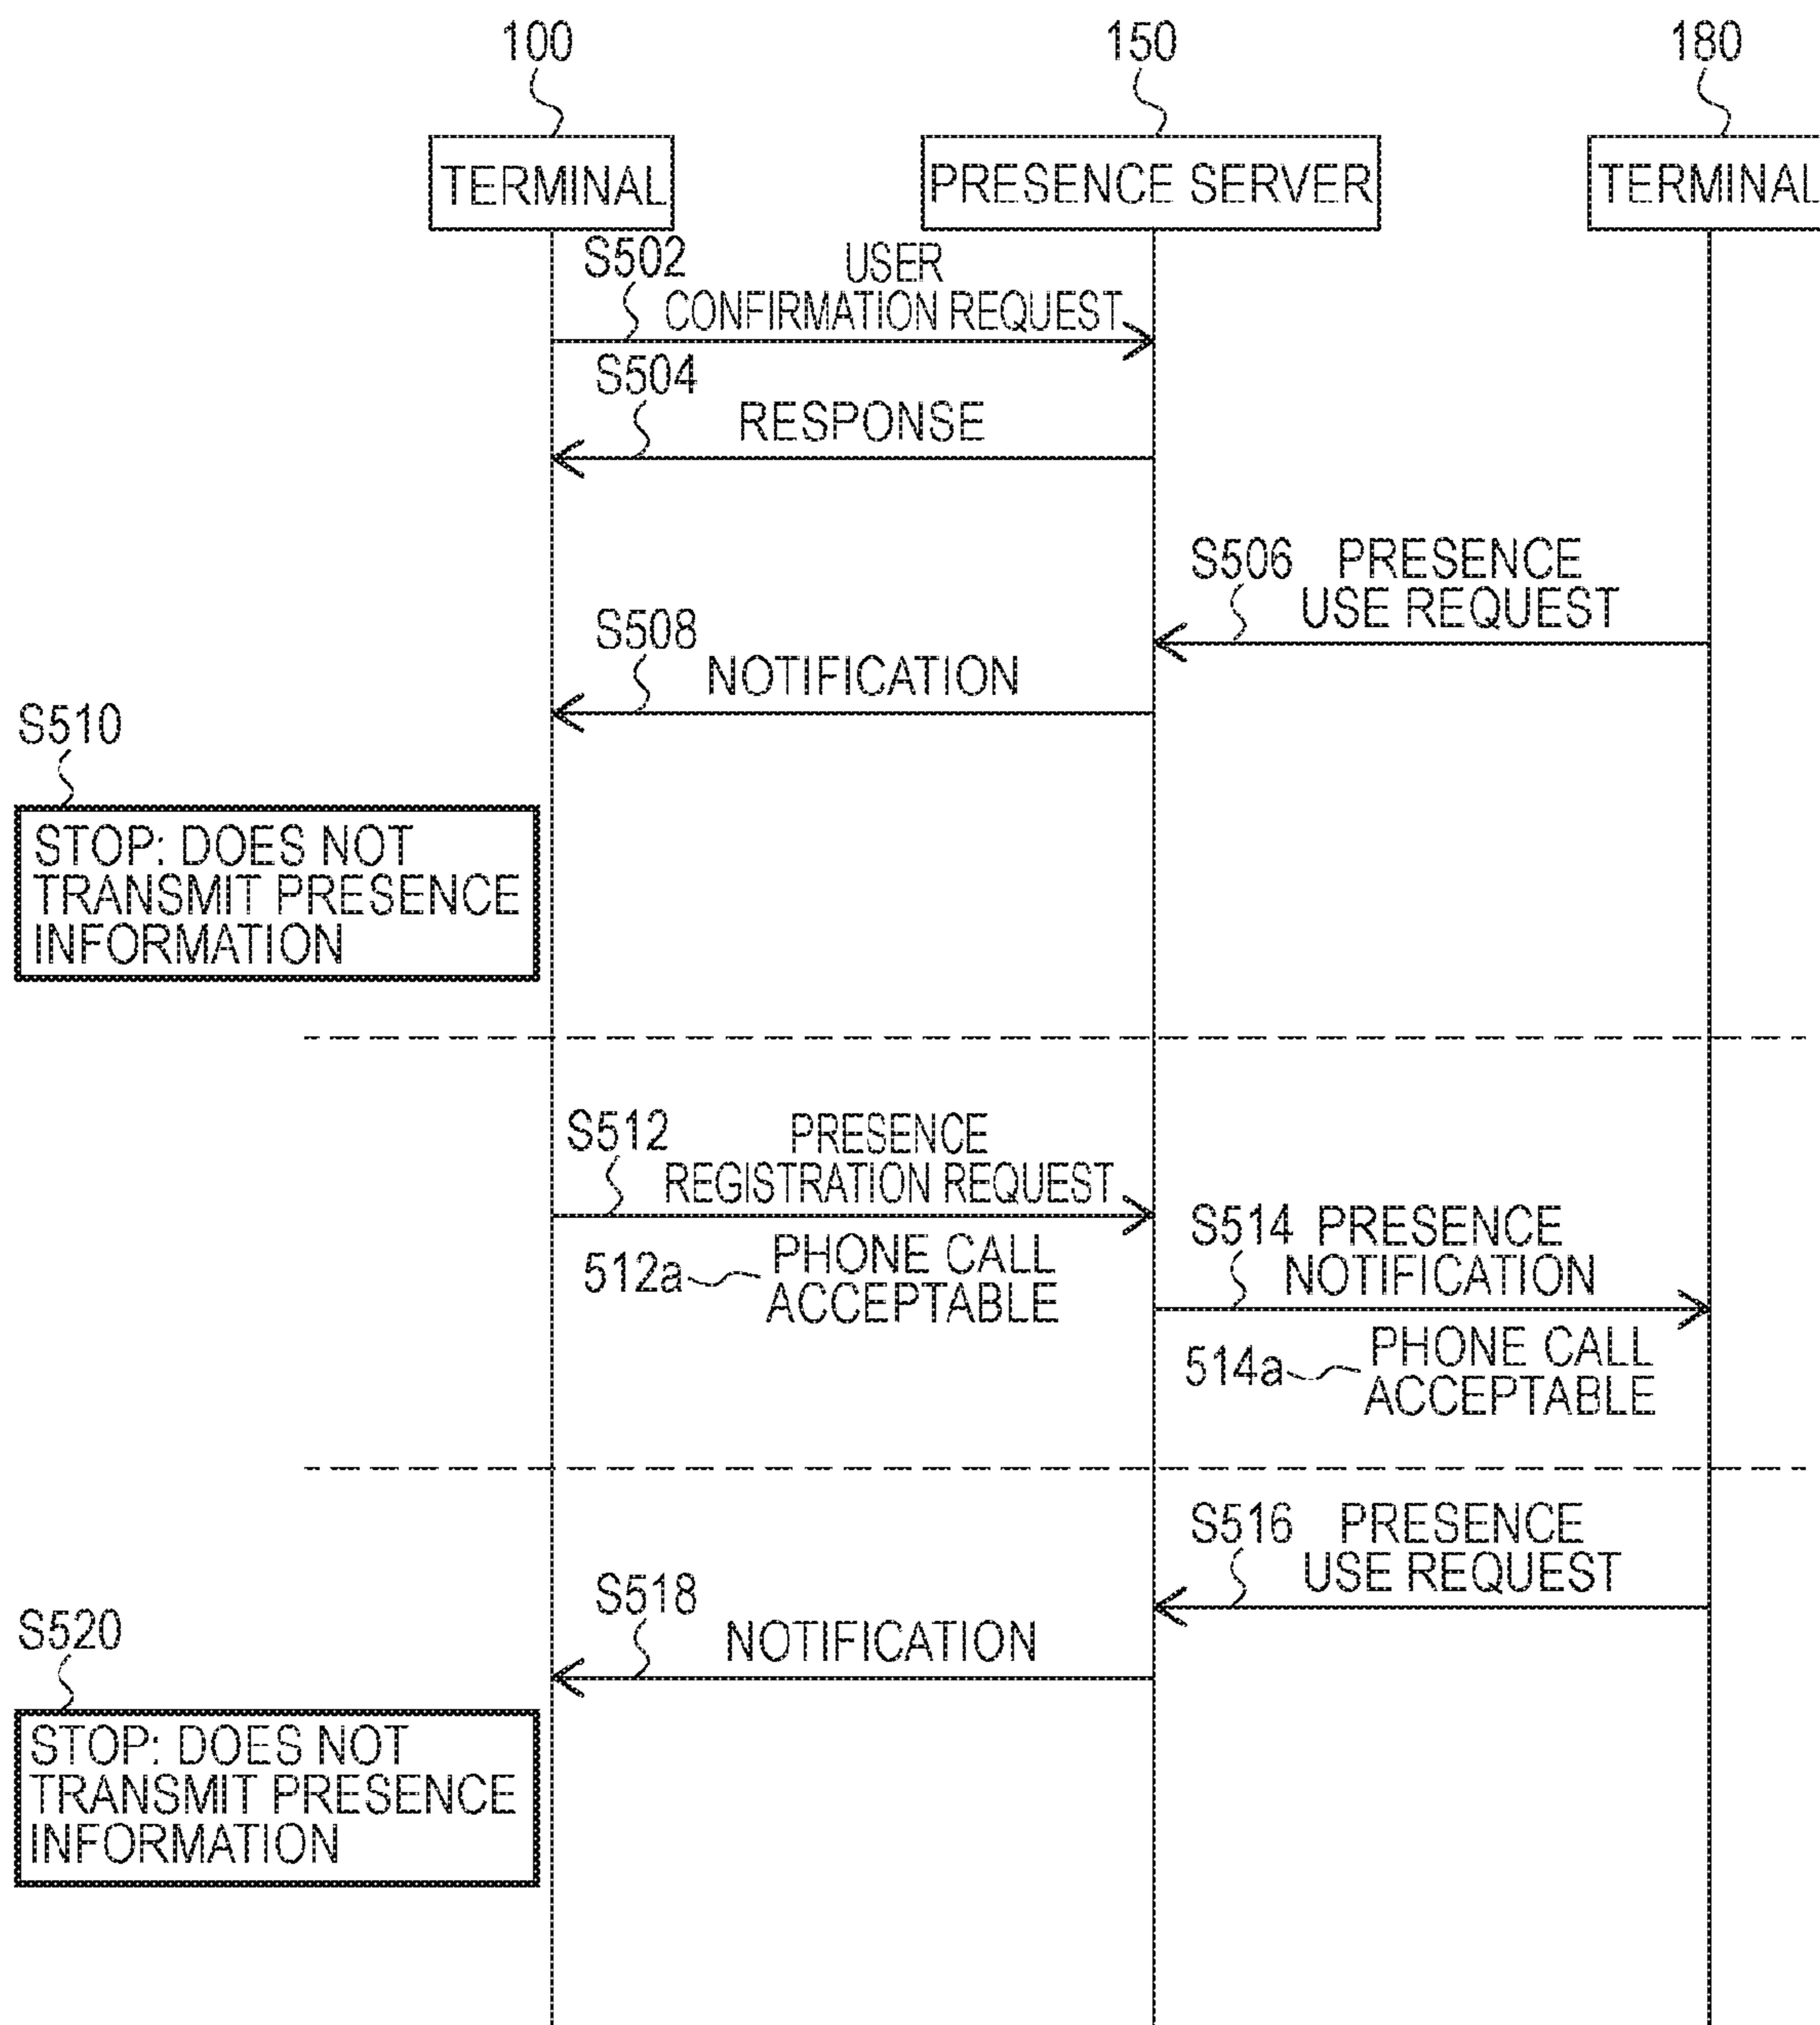 100
150
180
TERMINAL
PRESENCE SERVER
TERMINAL
S502
USER
CONFIRMATION REQUEST
S504
RESPONSE
S506
PRESENCE
USE REQUEST
S508
NOTIFICATION
S510
STOP: DOES NOT
TRANSMIT PRESENCE
INFORMATION
S512
PRESENCE
REGISTRATION REQUEST
512a
PHONE CALL
ACCEPTABLE
S514
PRESENCE
NOTIFICATION
514a
PHONE CALL
ACCEPTABLE
S516
PRESENCE
USE REQUEST
S518
NOTIFICATION
S520
STOP: DOES NOT
TRANSMIT PRESENCE
INFORMATION